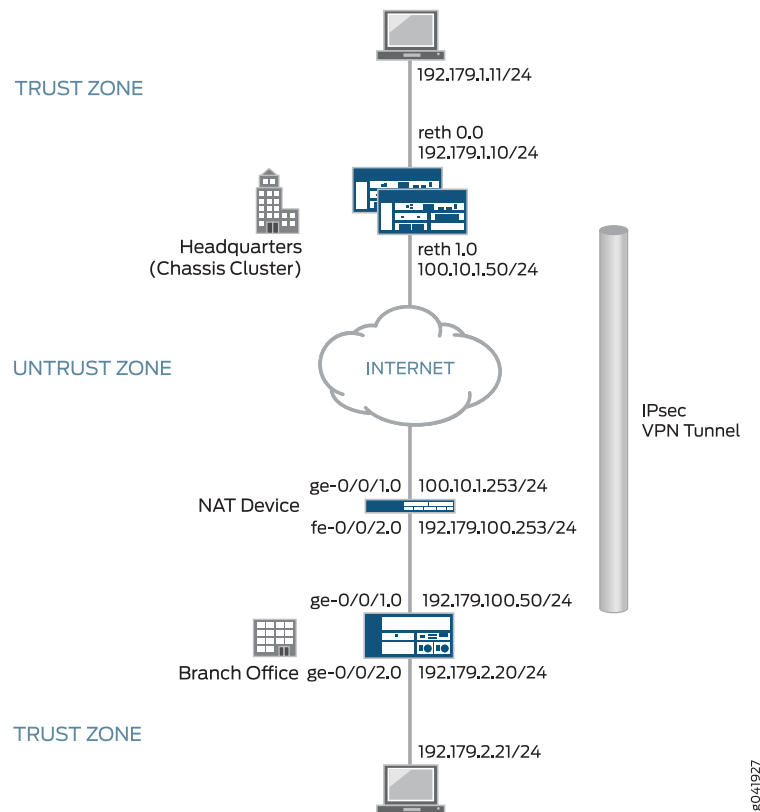 192.179.1.11/24
TRUST ZONE
reth 0.0
192.179.1.10/24
Headquarters
(Chassis Cluster)
reth 1.0
100.10.1.50/24
UNTRUST ZONE
INTERNET
IPsec
VPN Tunnel
ge-0/0/1.0 100.10.1.253/24
NAT Device
fe-0/0/2.0 192.179.100.253/24
ge-0/0/1.0 192.179.100.50/24
Branch Office ge-0/0/2.0 192.179.2.20/24
TRUST ZONE
192.179.2.21/24
g041927